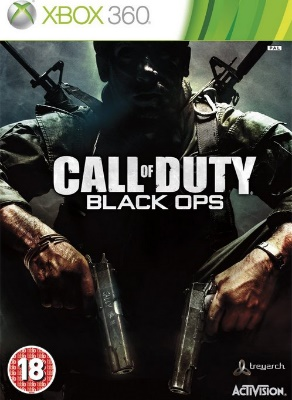 XBOX 360
PAL
CALL OF DUTY
BLACK OPS
18
treyarch
ACTIVISION